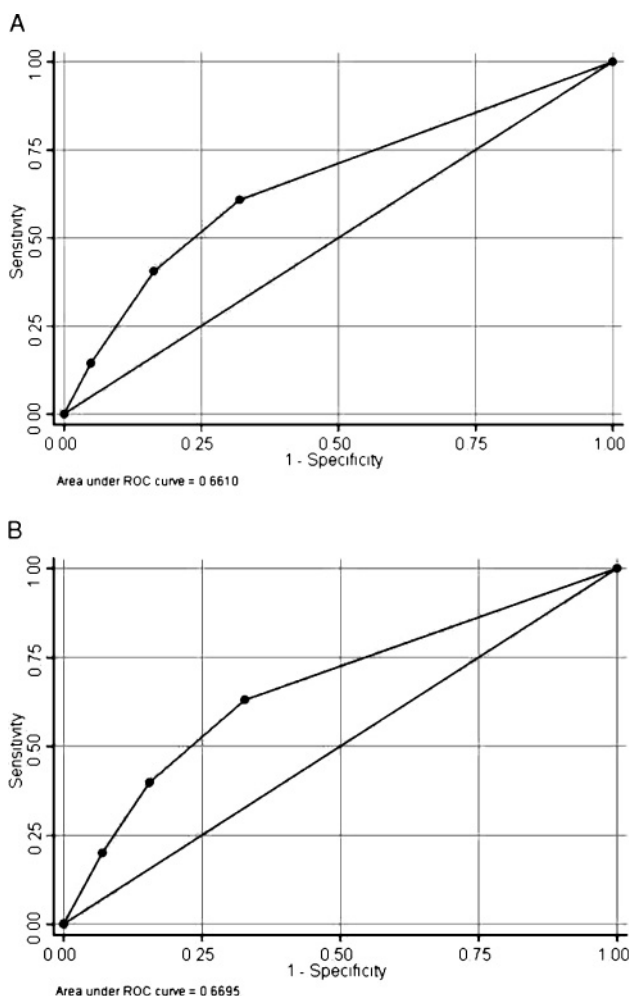 A
1 00
0 75
0 50
0 25
0 00
Sensitivity
0 00 0 25 0 50 0 75 1 00
1 - Specificity
Area under ROC curve = 0 6610
B
1 00
0 75
0 50
0 25
0 00
Sensitivity
0 00 0 25 0 50 0 75 1 00
1 - Specificity
Area under ROC curve = 0 6695